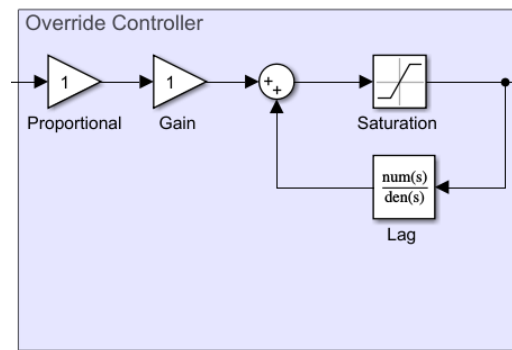 Override Controller
1
1
+
+
Proportional
Gain
Saturation
num(s)
den(s)
Lag